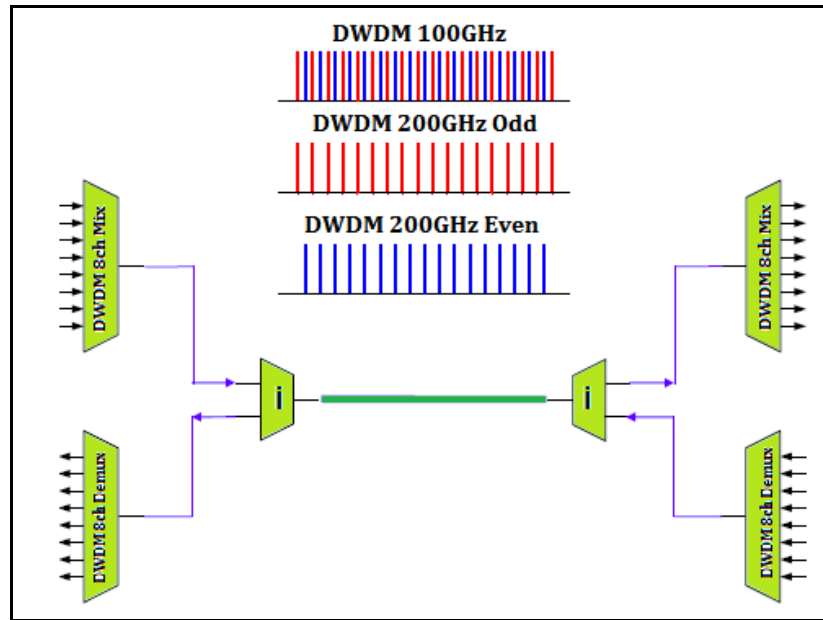 DWDM 100GHz
DWDM 200GHz Odd
DWDM 200GHz Even
DWDM 8ch Mix
DWDM 8ch Mix
i
i
DWDM 8ch Demux
DWDM 8ch Demux